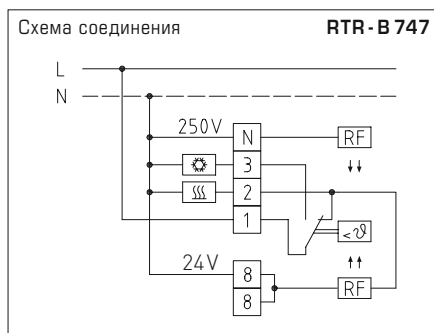 Схема соединения RTR-B 747
L
N
250V N RF
3
2
1 <ϑ
24V 8
RF
8